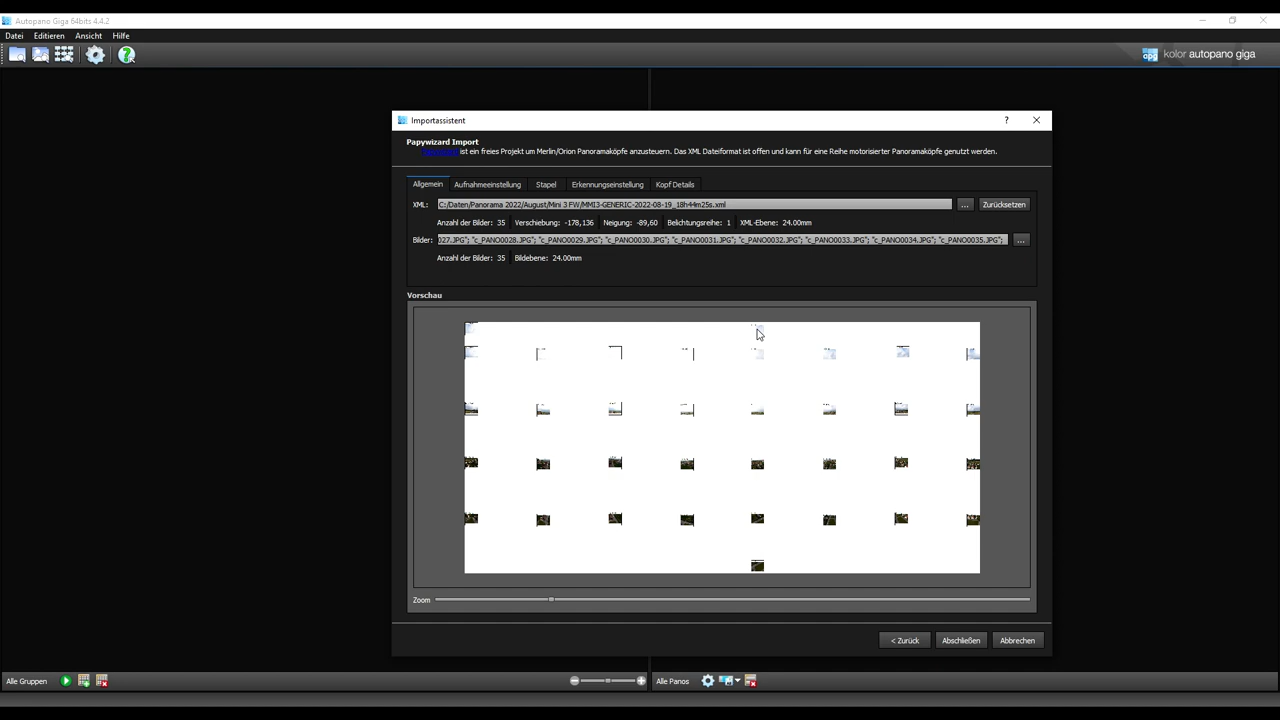 Autopano Giga 64bits 4.4.2
Datei Editieren Ansicht Hilfe
kolor autopano giga
Importassistent
Papywizard Import
ist ein freies Projekt um Merlin/Orion Panoramaköpfe anzusteuern. Das XML Dateiformat ist offen und kann für eine Reihe motorisierter Panoramaköpfe genutzt werden.
Allgemein Aufnahmeeinstellung Stapel Erkennungseinstellung Kopf Details
XML: C:/Daten/Panorama 2022/August/Mini 3 FW/MMI3-GENERIC-2022-08-19_18h44m25s.xml ... Zurücksetzen
Anzahl der Bilder: 35 Verschiebung: -178,136 Neigung: -89,60 Belichtungsreihe: 1 XML-Ebene: 24.00mm
Bilder: 027.JPG"; "c_PANO0028.JPG"; "c_PANO0029.JPG"; "c_PANO0030.JPG"; "c_PANO0031.JPG"; "c_PANO0032.JPG"; "c_PANO0033.JPG"; "c_PANO0034.JPG"; "c_PANO0035.JPG"; ...
Anzahl der Bilder: 35 Bildebene: 24.00mm
Vorschau
Zoom
< Zurück Abschließen Abbrechen
Alle Gruppen Alle Panos